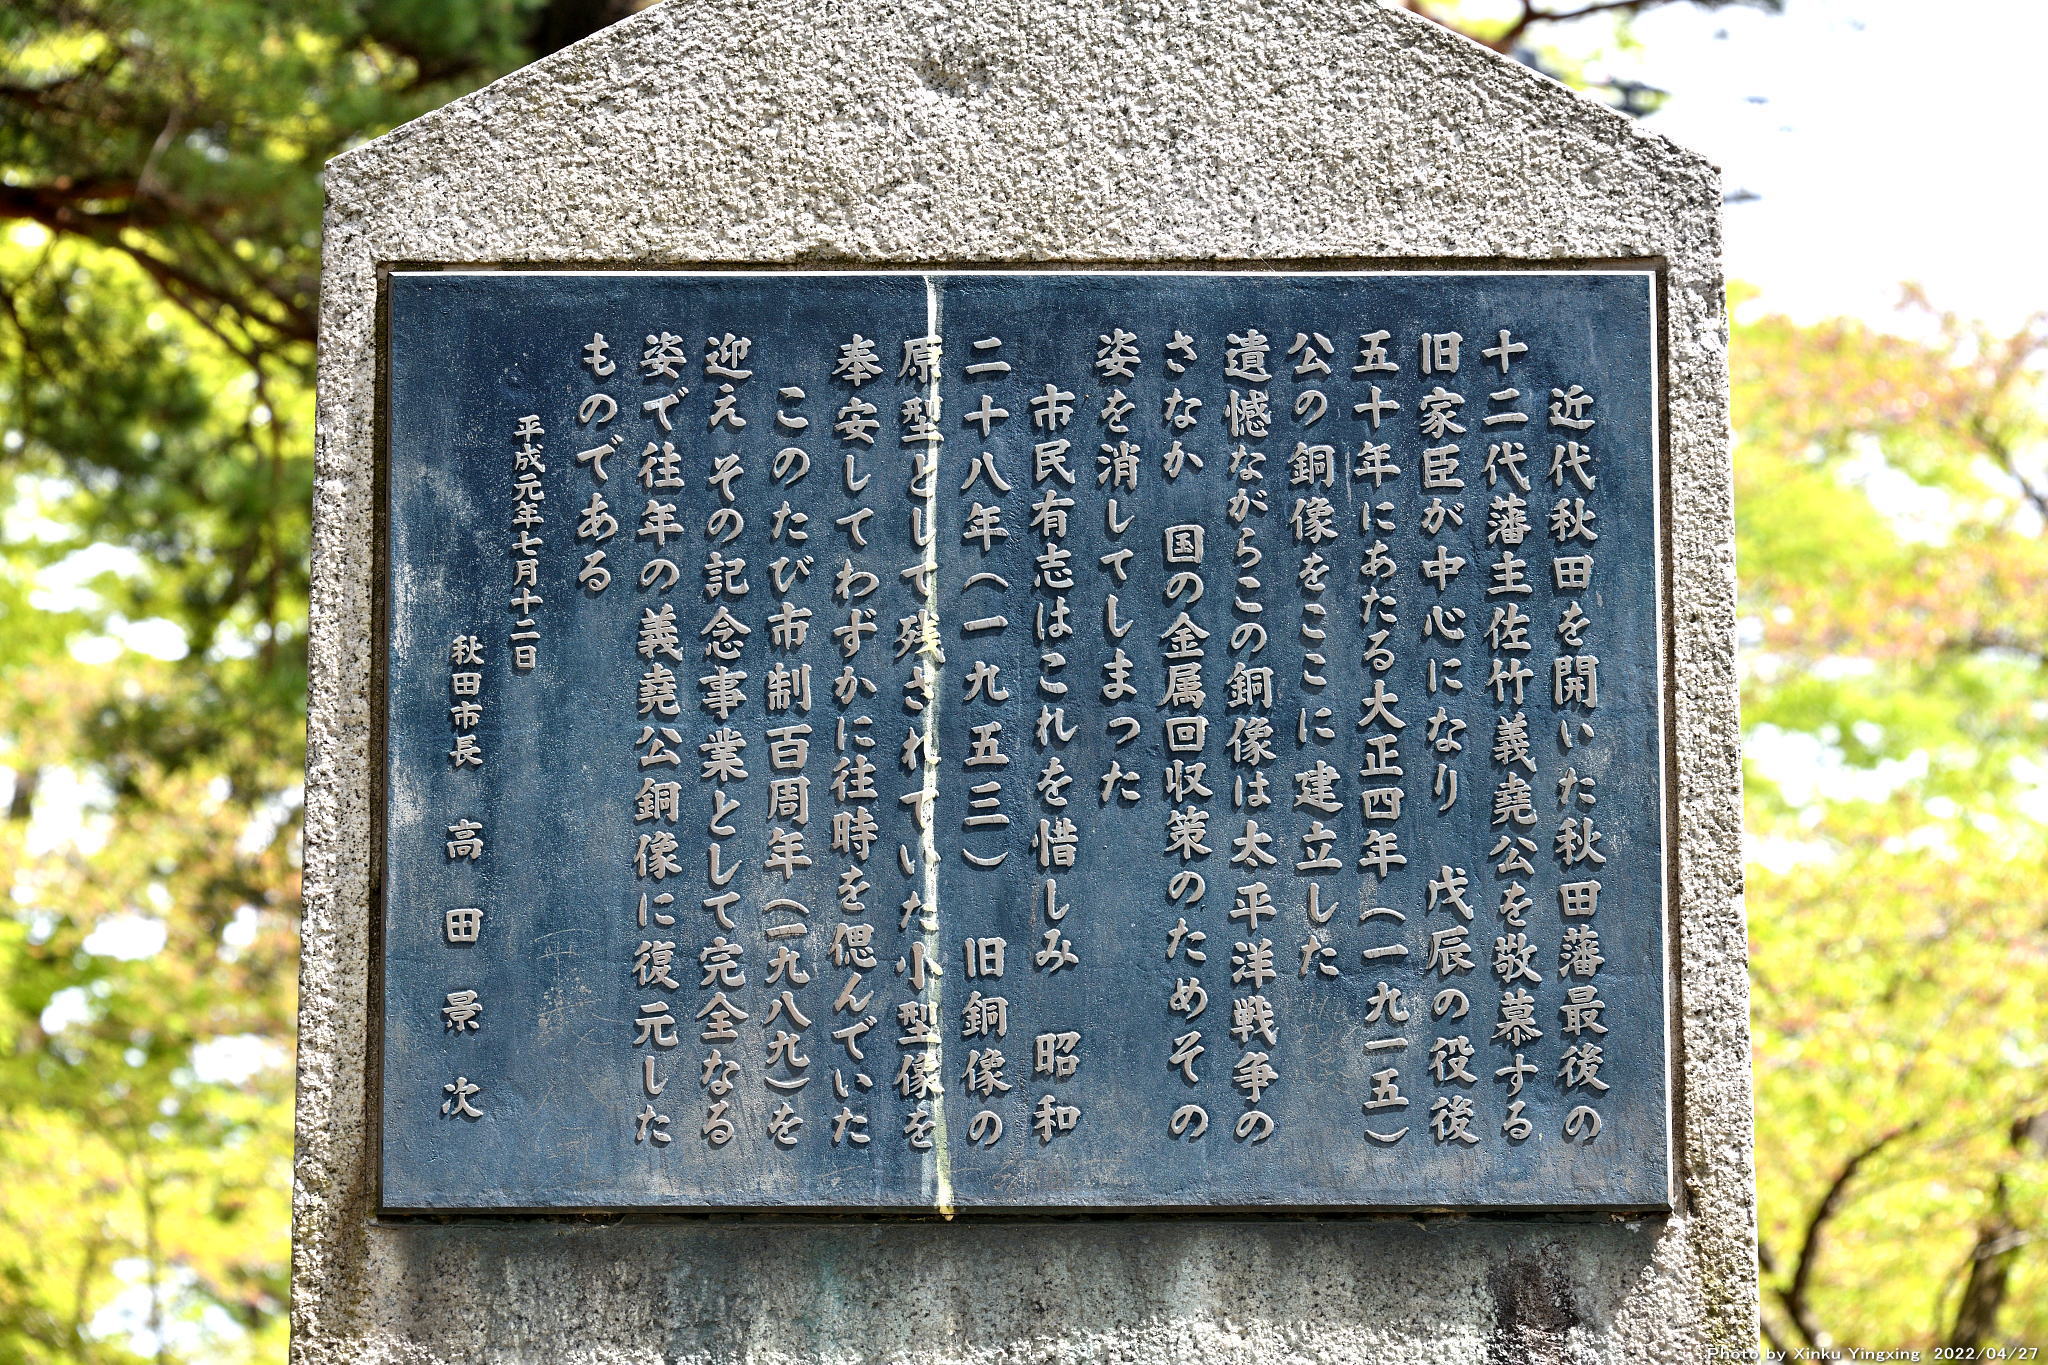 近代秋田を開いた秋田藩最後の
十二代藩主佐竹義堯公を敬慕する
旧家臣が中心になり 戊辰の役後
五十年にあたる大正四年（一九一五）
公の銅像をここに建立した
遺憾ながらこの銅像は太平洋戦争の
さなか 国の金属回収策のためその
姿を消してしまった
市民有志はこれを惜しみ 昭和
二十八年（一九五三） 旧銅像の
原型として残されていた小型像を
奉安してわずかに往時を偲んでいた
このたび市制百周年（一九八九）を
迎え その記念事業として完全なる
姿で往年の義堯公銅像に復元した
ものである
平成元年七月十二日
秋田市長 高田景次
Photo by Xinku Yingxing 2022/04/27